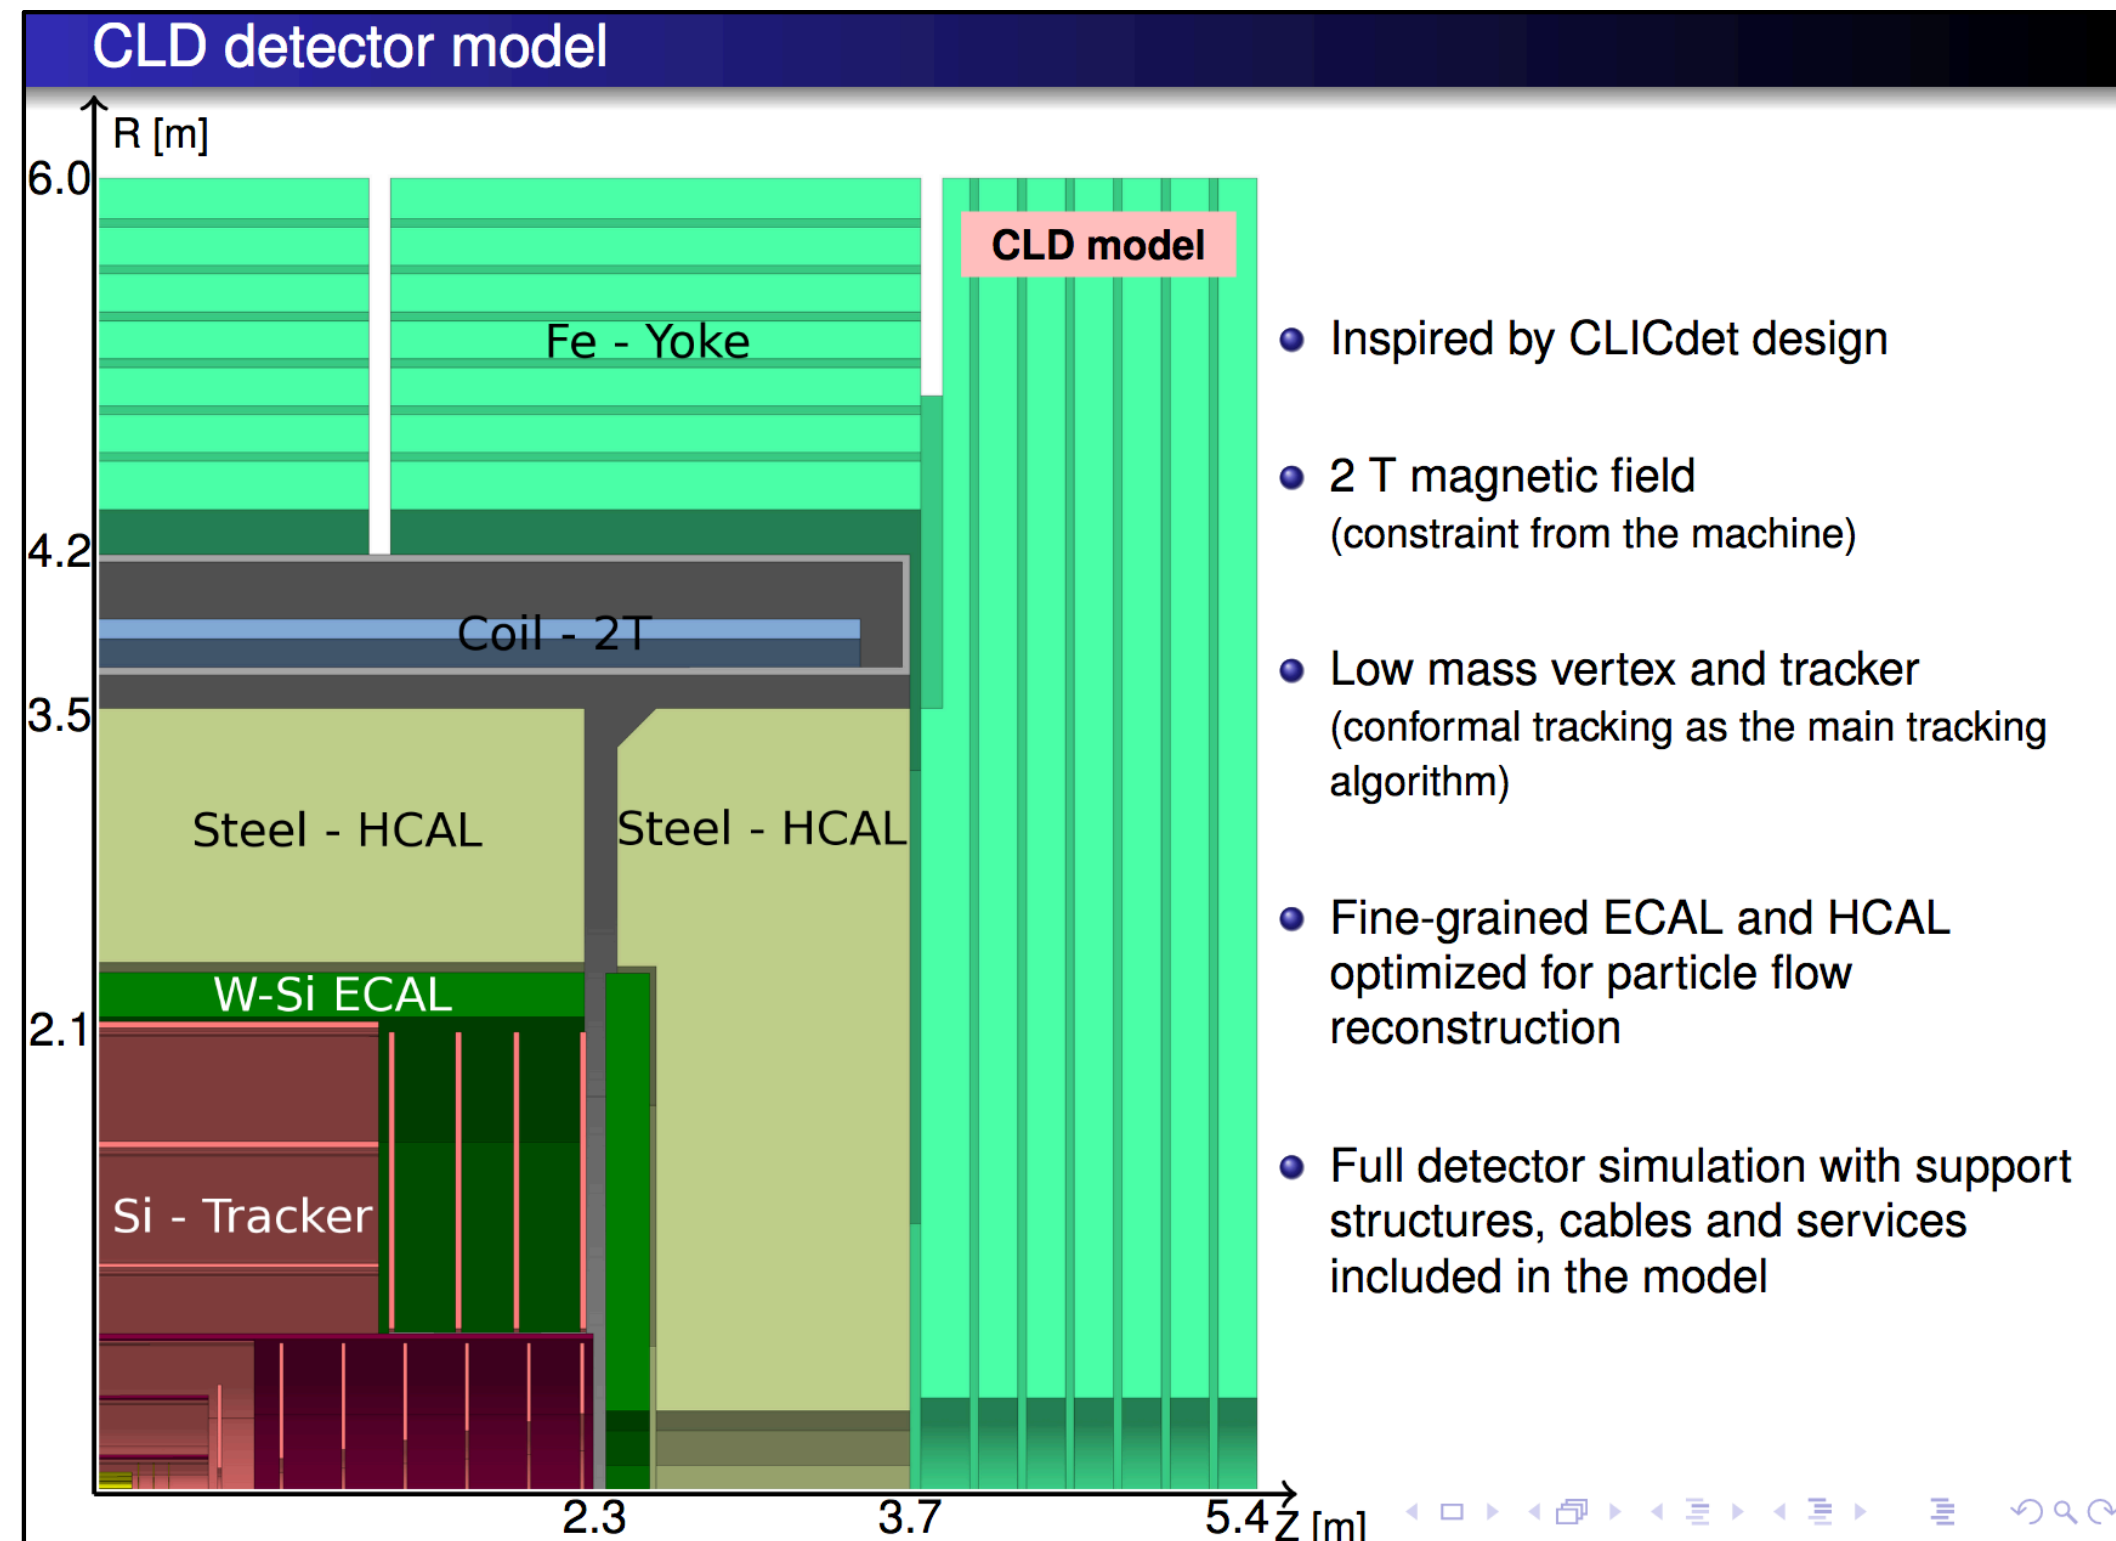 CLD detector model
R [m]
6.0
CLD model
Fe - Yoke
4.2
Coil - 2T
3.5
Steel - HCAL
Steel - HCAL
W-Si ECAL
2.1
Si - Tracker
2.3
3.7
5.4
Z [m]
Inspired by CLICdet design
2 T magnetic field
(constraint from the machine)
Low mass vertex and tracker
(conformal tracking as the main tracking
algorithm)
Fine-grained ECAL and HCAL
optimized for particle flow
reconstruction
Full detector simulation with support
structures, cables and services
included in the model